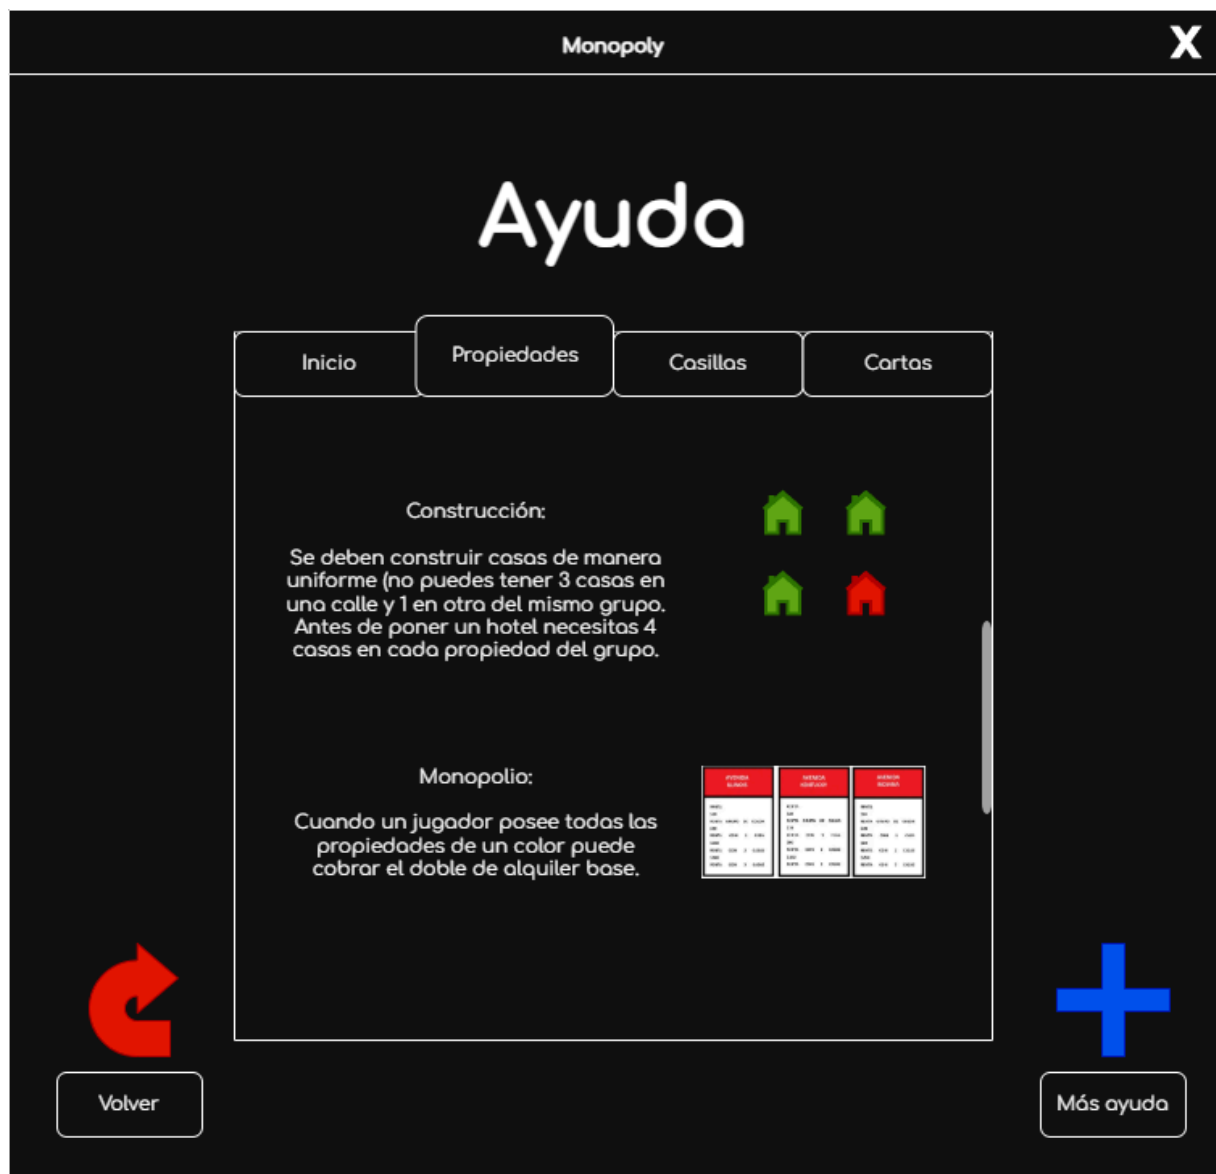 Monopoly
X
Ayuda
Inicio
Propiedades
Casillas
Cartas
Construcción:
Se deben construir casas de manera
uniforme (no puedes tener 3 casas en
una calle y 1 en otra del mismo grupo.
Antes de poner un hotel necesitas 4
casas en cada propiedad del grupo.
Monopolio:
Cuando un jugador posee todas las
propiedades de un color puede
cobrar el doble de alquiler base.
AVENIDA
AVENIDA
AVENIDA
Volver
Más ayuda